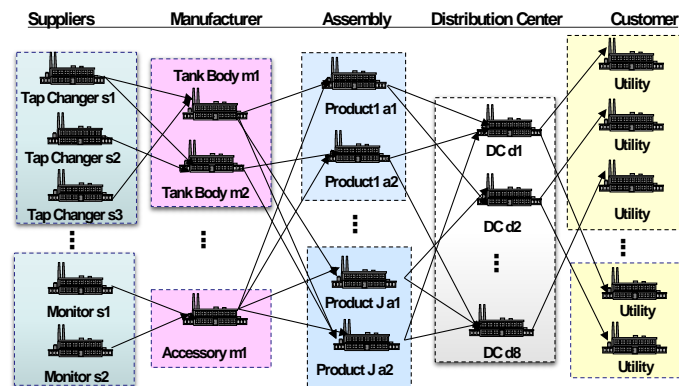 Suppliers
Manufacturer
Assembly
Distribution Center
Customer
Tap Changer s1
Tap Changer s2
Tap Changer s3
Monitor s1
Monitor s2
Tank Body m1
Tank Body m2
Accessory m1
Product1 a1
Product1 a2
Product J a1
Product J a2
DC d1
DC d2
DC d8
Utility
Utility
Utility
Utility
Utility